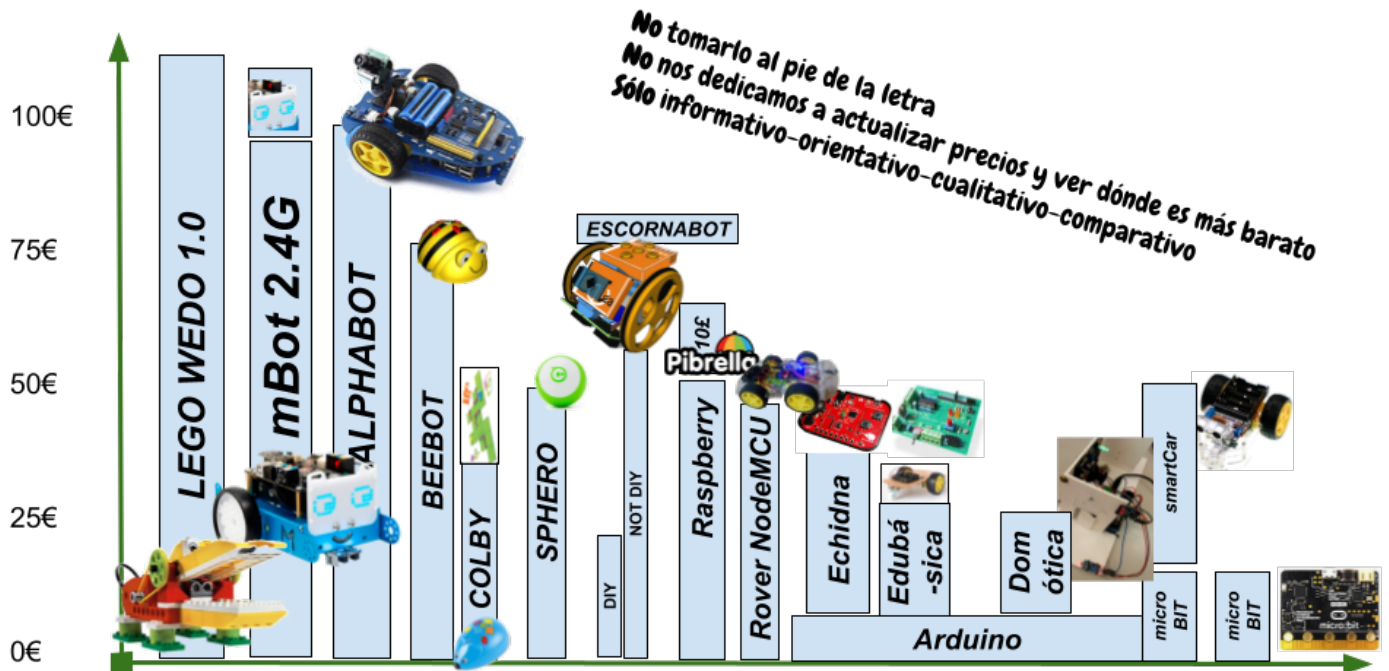 No tomarlo al pie de la letra
No nos dedicamos a actualizar precios y ver dónde es más barato
Sólo informativo-orientativo-cualitativo-comparativo
100€
75€
50€
25€
0€
LEGO WEDO 1.0
mBot 2.4G
ALPHABOT
BEEBOT
COLBY
SPHERO
ESCORNABOT
DIY
NOT DIY
10£
Pibrella
Raspberry
Rover NodeMCU
Echidna
Edubá
-sica
Dom
ótica
Arduino
smartCar
micro
BIT
micro
BIT
micro:bit